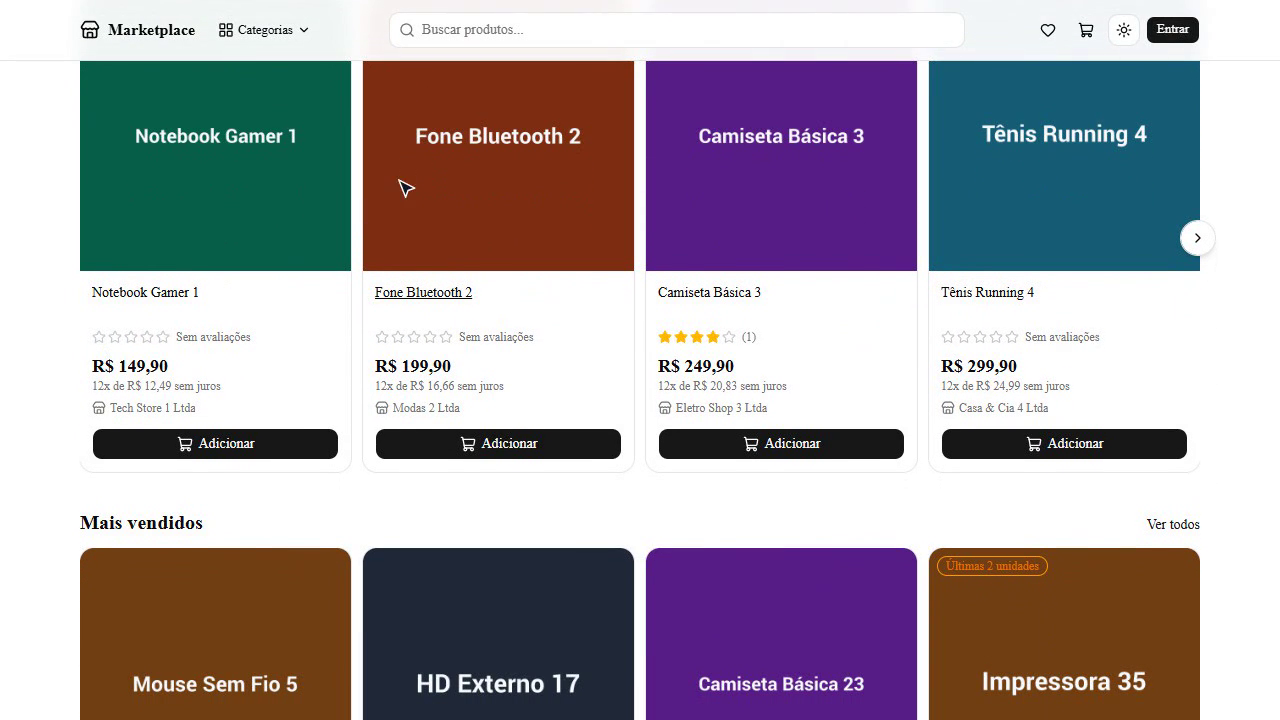 Marketplace Categorias Buscar produtos... Entrar
Notebook Gamer 1
Fone Bluetooth 2
Camiseta Básica 3
Tênis Running 4
Notebook Gamer 1
Sem avaliações
R$ 149,90
12x de R$ 12,49 sem juros
Tech Store 1 Ltda
Adicionar
Fone Bluetooth 2
Sem avaliações
R$ 199,90
12x de R$ 16,66 sem juros
Modas 2 Ltda
Adicionar
Camiseta Básica 3
(1)
R$ 249,90
12x de R$ 20,83 sem juros
Eletro Shop 3 Ltda
Adicionar
Tênis Running 4
Sem avaliações
R$ 299,90
12x de R$ 24,99 sem juros
Casa & Cia 4 Ltda
Adicionar
Mais vendidos
Ver todos
Mouse Sem Fio 5
HD Externo 17
Camiseta Básica 23
Últimas 2 unidades
Impressora 35